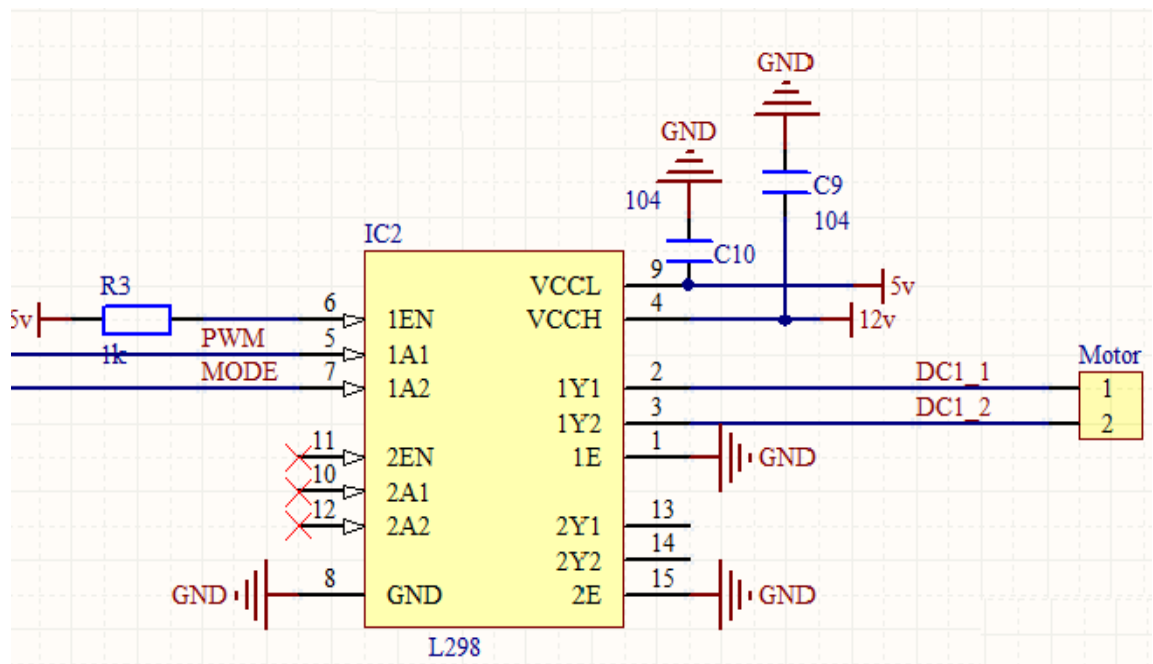 GND
GND
C9
104
104
IC2
C10
R3
9
VCCL
5v
6
4
5v
1EN
VCCH
12v
PWM
5
1k
1A1
Motor
MODE
7
2
DC1_1
1A2
1Y1
1
3
DC1_2
1Y2
2
11
1
2EN
1E
GND
10
2A1
12
13
2A2
2Y1
14
2Y2
8
15
GND
GND
2E
GND
L298